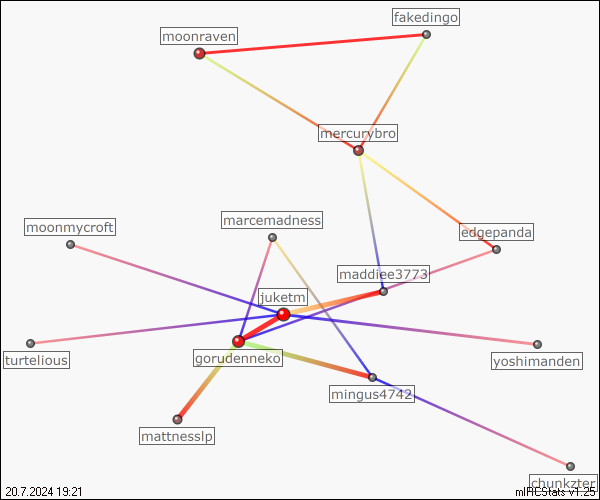 fakedingo
moonraven
mercurybro
marcemadness
moonmycroft
edgepanda
maddiee3773
juketm
gorudenneko
turtelious
yoshimanden
mingus4742
mattnesslp
chunkzter
20.7.2024 19:21
mIRCStats v1.25